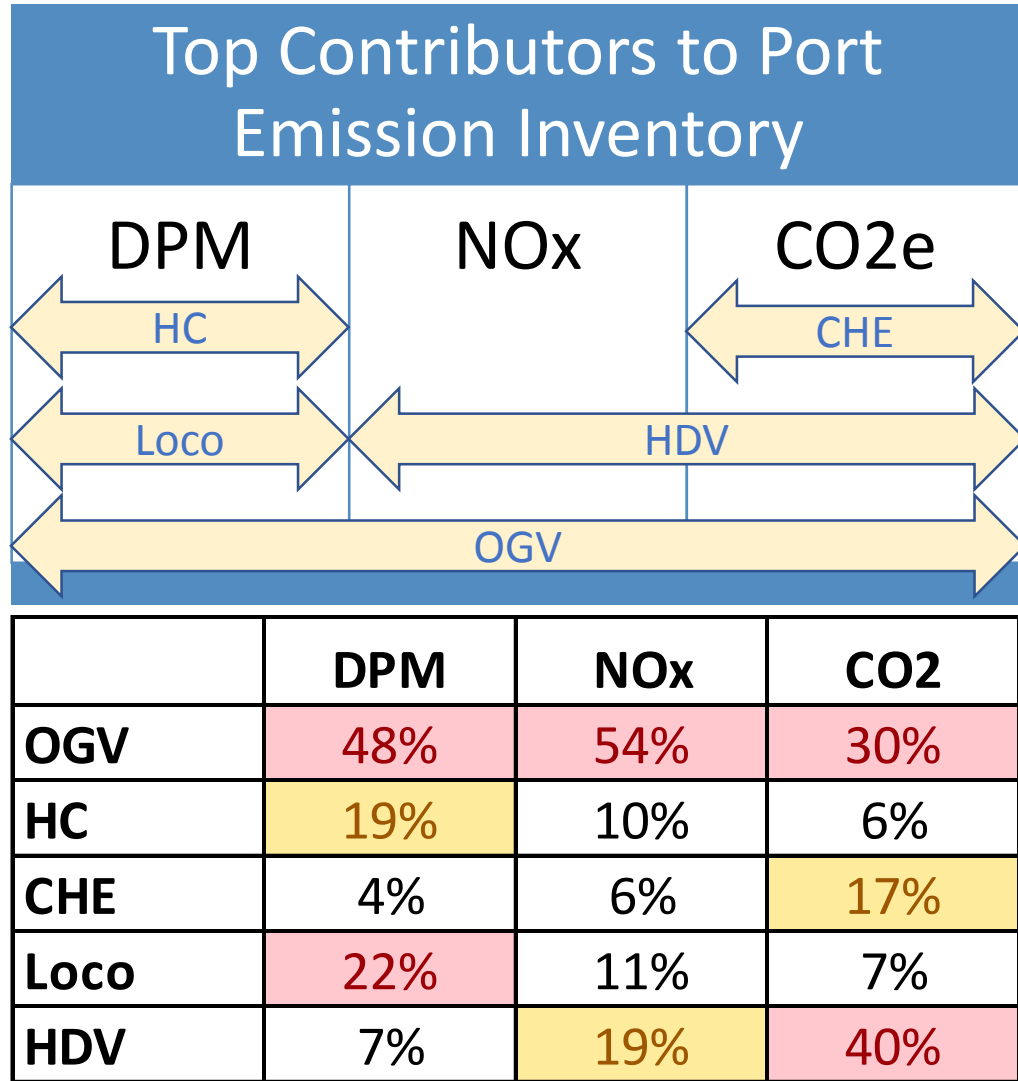 Top Contributors to Port
Emission Inventory
DPM NOx CO2e
HC CHE
Loco HDV
OGV
DPM NOx CO2
OGV 48% 54% 30%
HC 19% 10% 6%
CHE 4% 6% 17%
Loco 22% 11% 7%
HDV 7% 19% 40%